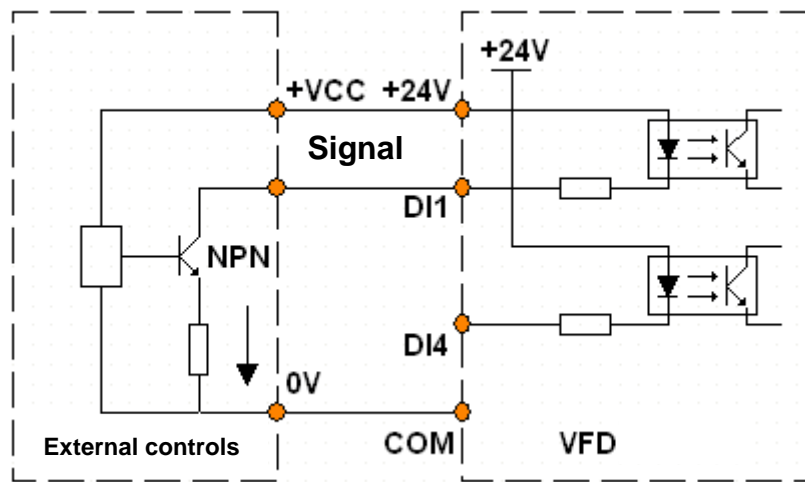 +24V
+VCC +24V
Signal
DI1
NPN
DI4
0V
External controls
COM
VFD